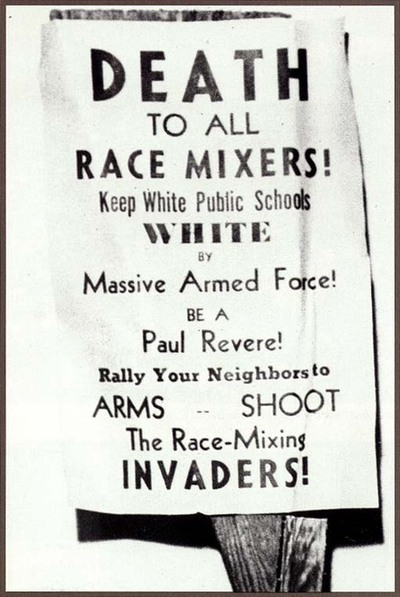 DEATH
TO ALL
RACE MIXERS!
Keep White Public Schools
WHITE
BY
Massive Armed Force!
BE A
Paul Revere!
Rally Your Neighbors to
ARMS -- SHOOT
The Race-Mixing
INVADERS!